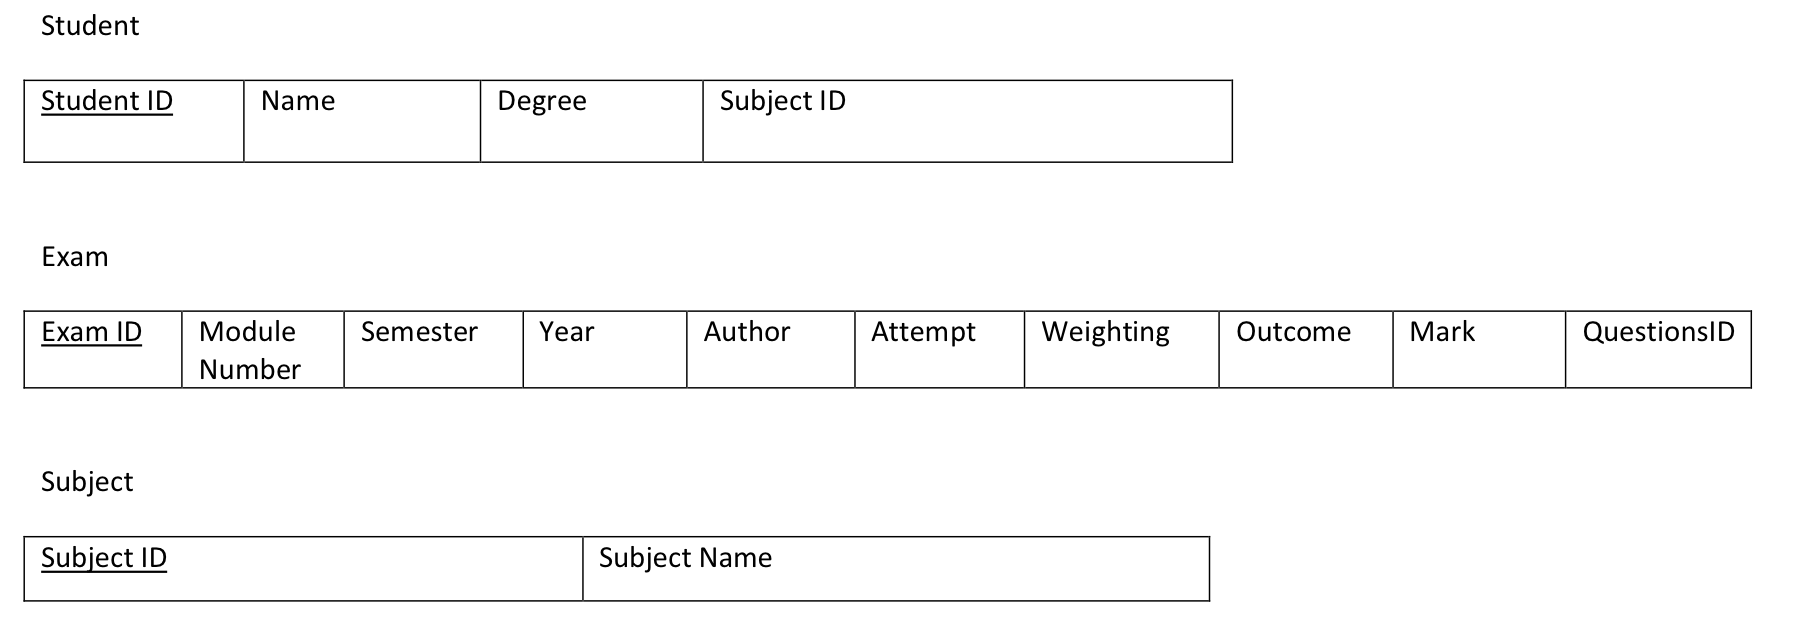 Student
Student ID Name Degree Subject ID
Exam
Exam ID Module Number Semester Year Author Attempt Weighting Outcome Mark QuestionsID
Subject
Subject ID Subject Name